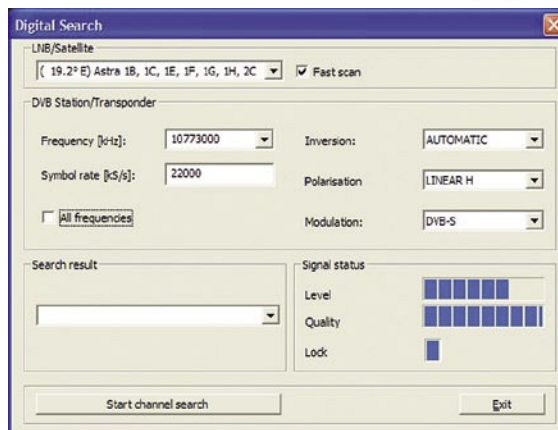 Digital Search
LNB/Satellite
( 19.2º E) Astra 1B, 1C, 1E, 1F, 1G, 1H, 2C
Fast scan
DVB Station/Transponder
Frequency [kHz]: 10773000
Inversion: AUTOMATIC
Symbol rate [kS/s]: 22000
Polarisation LINEAR H
All frequencies
Modulation: DVB-S
Search result
Signal status
Level
Quality
Lock
Start channel search
Exit